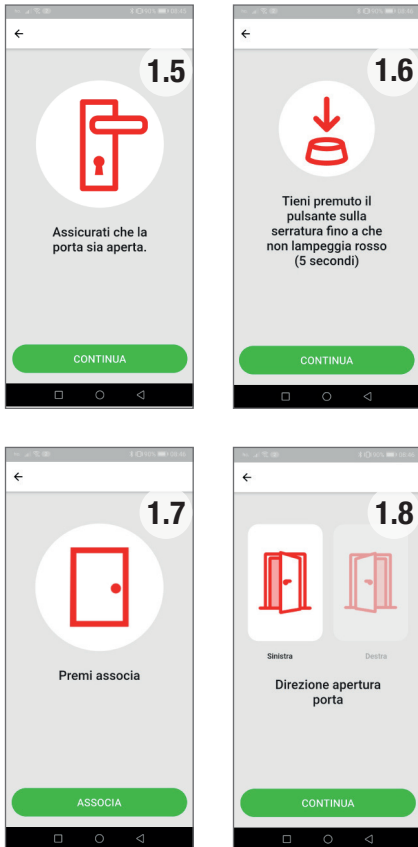 1.5
Assicurati che la
porta sia aperta.
CONTINUA
1.6
Tieni premuto il
pulsante sulla
serratura fino a che
non lampeggia rosso
(5 secondi)
CONTINUA
1.7
Premi associa
ASSOCIA
1.8
Sinistra
Destra
Direzione apertura
porta
CONTINUA